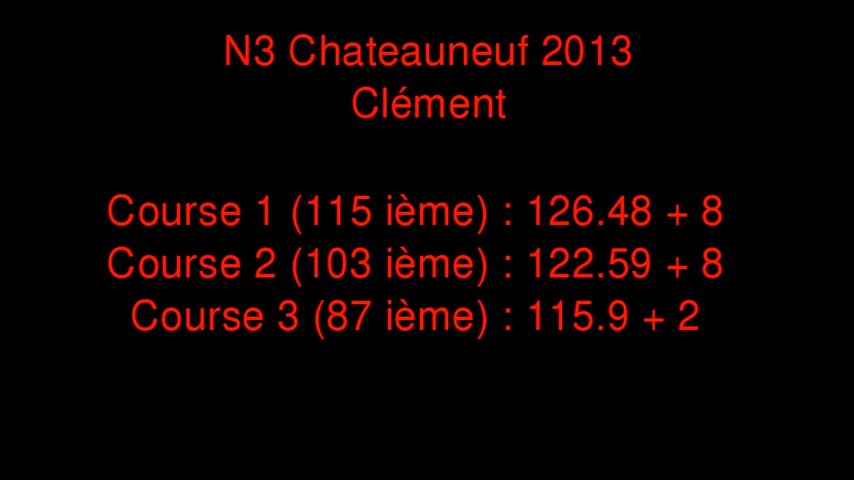 N3 Chateauneuf 2013
Clément
Course 1 (115 ième) : 126.48 + 8
Course 2 (103 ième) : 122.59 + 8
Course 3 (87 ième) : 115.9 + 2